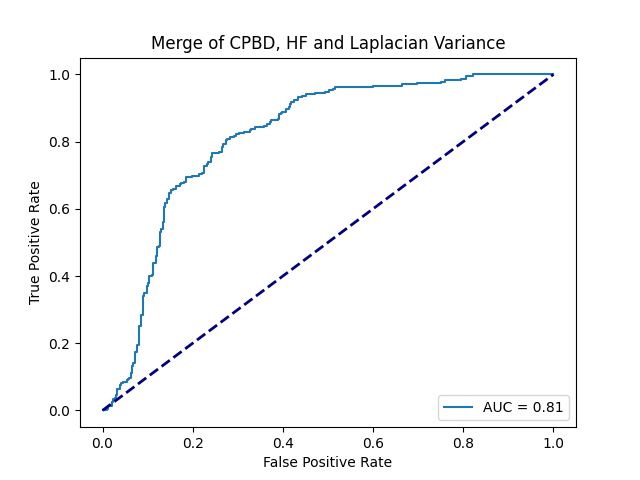 Merge of CPBD, HF and Laplacian Variance
True Positive Rate
1.0
0.8
0.6
0.4
0.2
0.0
AUC = 0.81
0.0 0.2 0.4 0.6 0.8 1.0
False Positive Rate